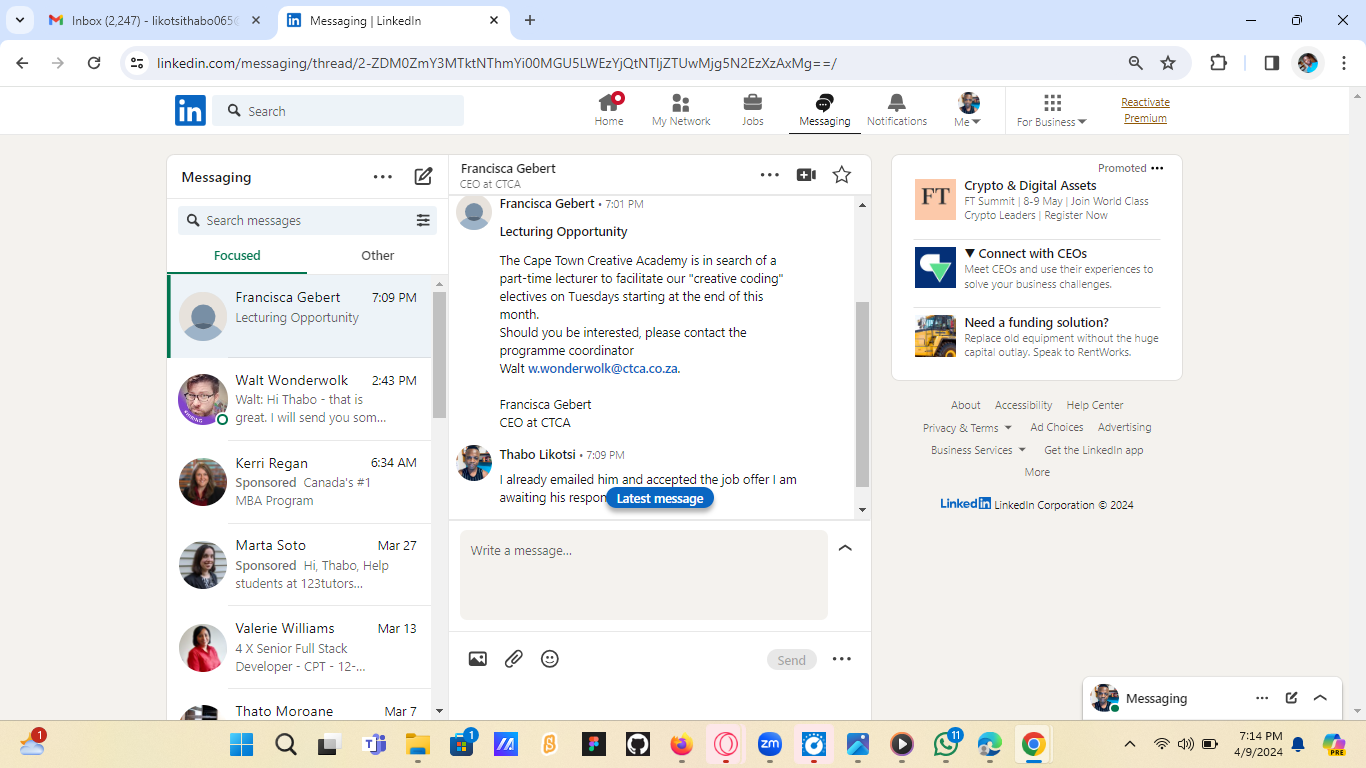 Inbox (2,247) - likotsithabo065@
Messaging | LinkedIn
linkedin.com/messaging/thread/2-ZDM0ZmY3MTktNThmYi00MGU5LWEzYjQtNTljZTUwMjg5N2EzXzAxMg==/
in
Search
Home
My Network
Jobs
Messaging
Notifications
Me
For Business
Reactivate
Premium
Messaging
Search messages
Focused
Other
Francisca Gebert 7:09 PM
Lecturing Opportunity
Walt Wonderwolk 2:43 PM
Walt: Hi Thabo - that is
great. I will send you som...
Kerri Regan 6:34 AM
Sponsored Canada's #1
MBA Program
Marta Soto Mar 27
Sponsored Hi, Thabo, Help
students at 123tutors...
Valerie Williams Mar 13
4 X Senior Full Stack
Developer - CPT - 12-...
Thato Moroane Mar 7
Francisca Gebert
CEO at CTCA
Francisca Gebert • 7:01 PM
Lecturing Opportunity
The Cape Town Creative Academy is in search of a
part-time lecturer to facilitate our "creative coding"
electives on Tuesdays starting at the end of this
month.
Should you be interested, please contact the
programme coordinator
Walt w.wonderwolk@ctca.co.za.
Francisca Gebert
CEO at CTCA
Thabo Likotsi • 7:09 PM
I already emailed him and accepted the job offer I am
awaiting his respon
Latest message
Write a message...
Send
Promoted
FT
Crypto & Digital Assets
FT Summit | 8-9 May | Join World Class
Crypto Leaders | Register Now
▼ Connect with CEOs
Meet CEOs and use their experiences to
solve your business challenges.
Need a funding solution?
Replace old equipment without the huge
capital outlay. Speak to RentWorks.
About Accessibility Help Center
Privacy & Terms Ad Choices Advertising
Business Services Get the LinkedIn app
More
Linked in LinkedIn Corporation © 2024
Messaging
1
1
zm
11
7:14 PM
4/9/2024
PRE